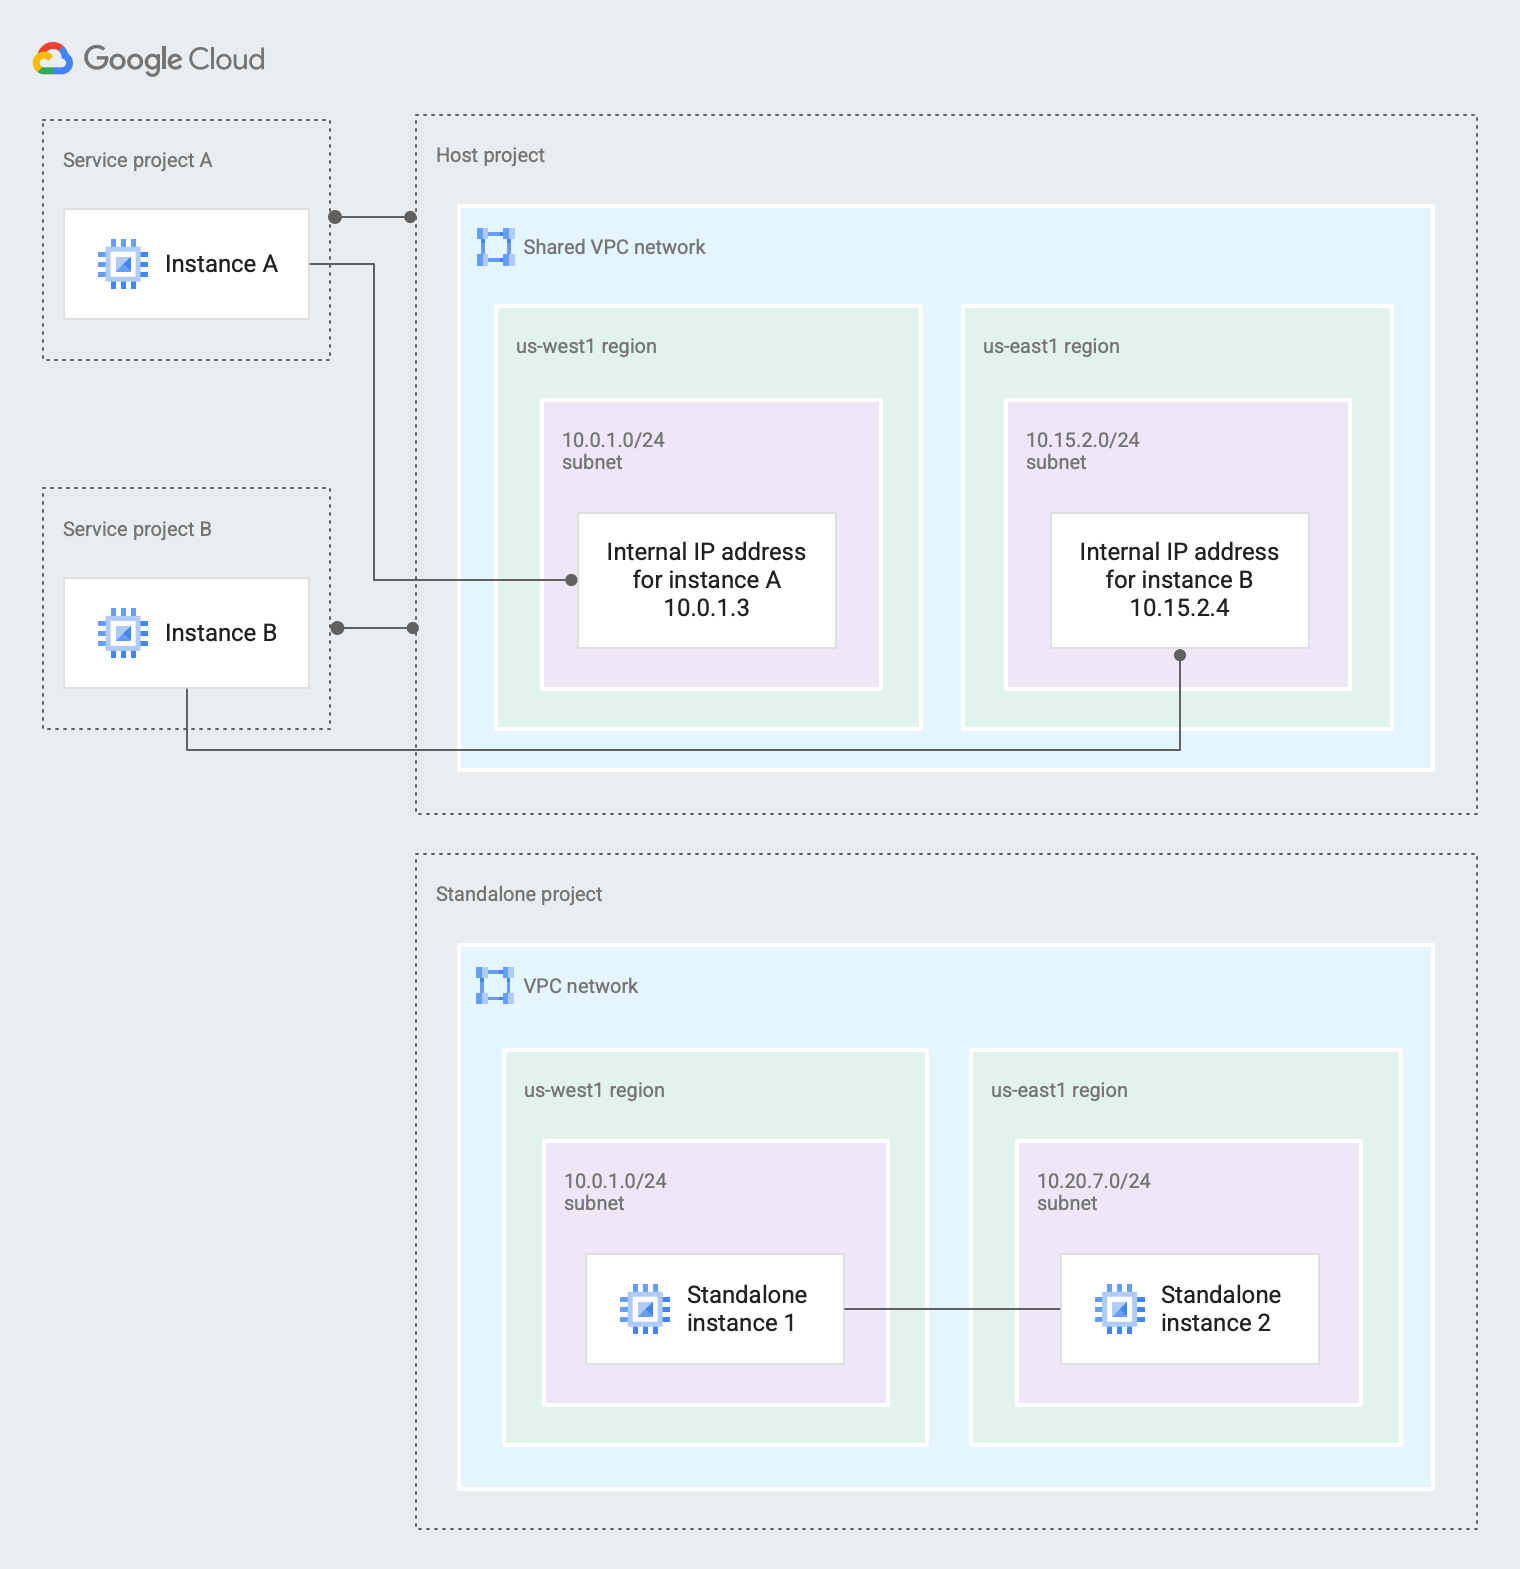 Google Cloud
Service project A
Instance A
Host project
Shared VPC network
us-west1 region
10.0.1.0/24
subnet
Internal IP address
for instance A
10.0.1.3
us-east1 region
10.15.2.0/24
subnet
Internal IP address
for instance B
10.15.2.4
Service project B
Instance B
Standalone project
VPC network
us-west1 region
10.0.1.0/24
subnet
Standalone
instance 1
us-east1 region
10.20.7.0/24
subnet
Standalone
instance 2